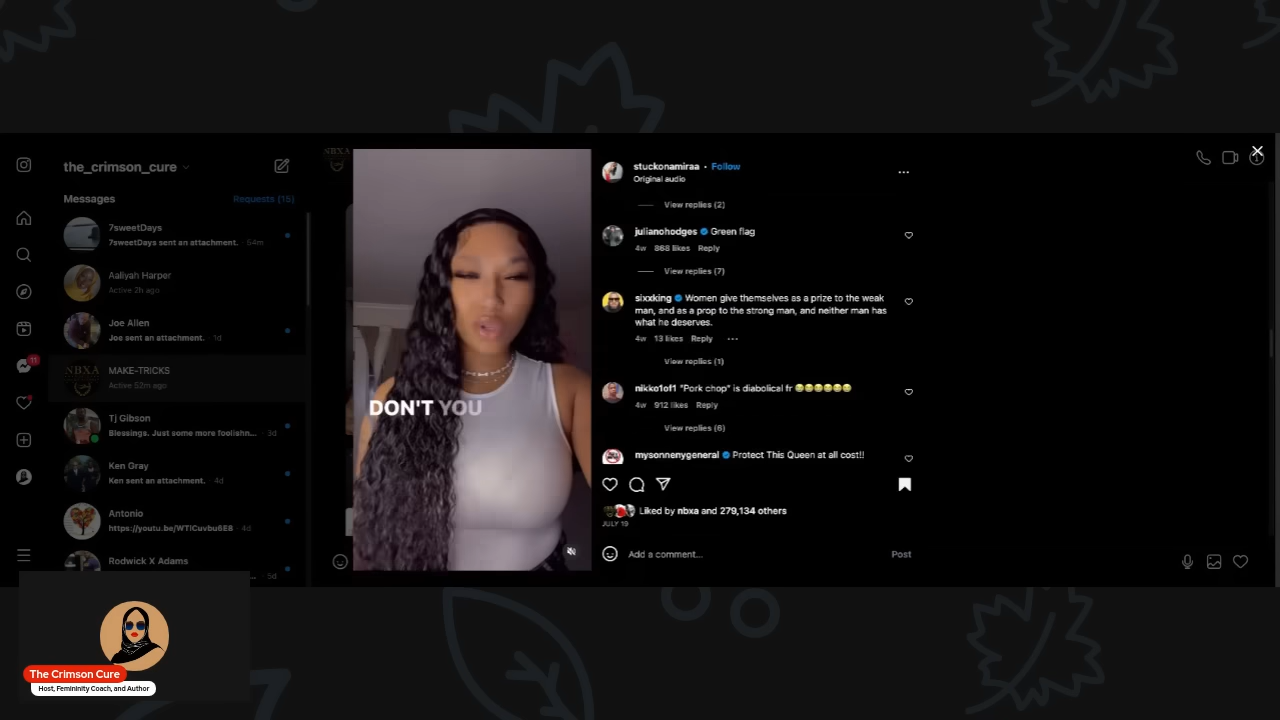 the_crimson_cure
Messages
Requests (15)
7sweetDays
7sweetDays sent an attachment. · 54m
Aaliyah Harper
Active 2h ago
Joe Allen
Joe sent an attachment. · 1d
NBXA
MAKE-TRICKS
Active 52m ago
11
Tj Gibson
Blessings. Just some more foolishn... · 3d
Ken Gray
Ken sent an attachment. · 4d
Antonio
https://youtu.be/WTICuvbu6EB · 4d
Rodwick X Adams
... · 5d
NBXA
DON'T YOU
stuckonamiraa • Follow
Original audio
View replies (2)
julianohodges Green flag
4w 868 likes Reply
View replies (7)
sixxking Women give themselves as a prize to the weak
man, and as a prop to the strong man, and neither man has
what he deserves.
4w 13 likes Reply
View replies (1)
nikko1of1 "Pork chop" is diabolical fr 😭😭😭😭😭😭
4w 912 likes Reply
View replies (6)
mysonnenygeneral Protect This Queen at all cost!!
Liked by nbxa and 279,134 others
JULY 19
Add a comment...
Post
The Crimson Cure
Host, Femininity Coach, and Author